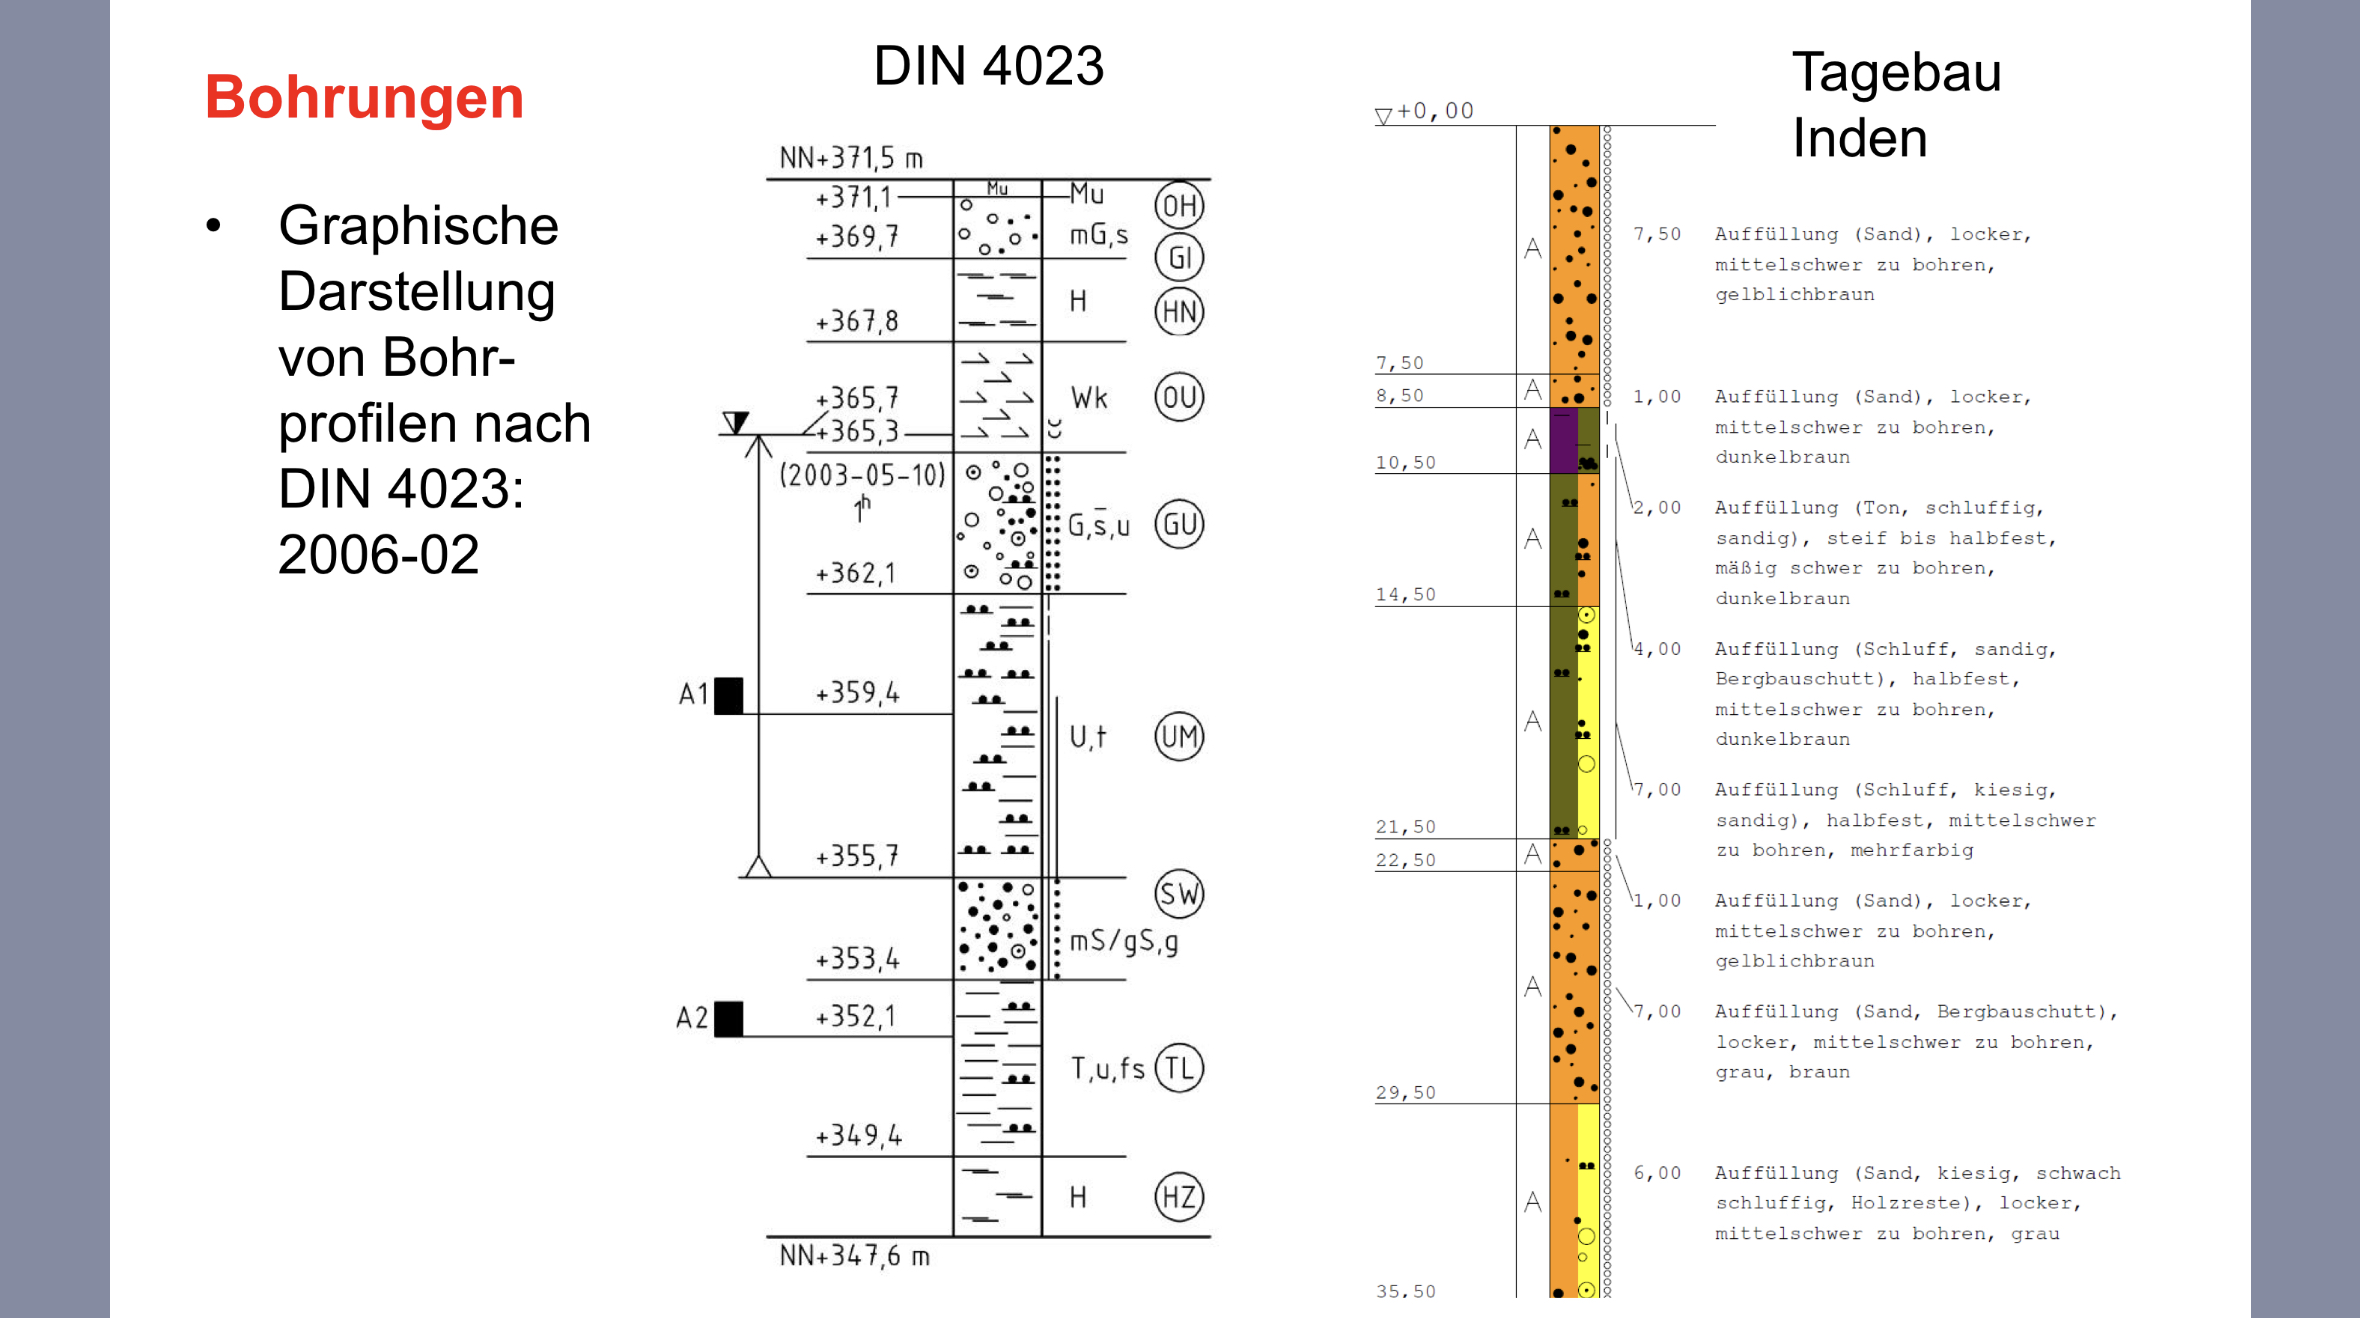 Bohrungen
• Graphische
Darstellung
von Bohr-
profilen nach
DIN 4023:
2006-02
DIN 4023
NN+371,5 m
+371,1 Mu Mu OH
+369,7 mG,s GI
H HN
+367,8
+365,7 Wk OU
+365,3
(2003-05-10)
h
G,s̄,u GU
+362,1
A1 +359,4
U,t UM
+355,7
SW
mS/gS,g
+353,4
A2 +352,1
T,u,fs TL
+349,4
H HZ
NN+347,6 m
Tagebau
Inden
+0,00
A 7,50 Auffüllung (Sand), locker,
mittelschwer zu bohren,
gelblichbraun
7,50
8,50 A 1,00 Auffüllung (Sand), locker,
mittelschwer zu bohren,
dunkelbraun
A
10,50
2,00 Auffüllung (Ton, schluffig,
sandig), steif bis halbfest,
mäßig schwer zu bohren,
dunkelbraun
A
14,50
4,00 Auffüllung (Schluff, sandig,
Bergbauschutt), halbfest,
mittelschwer zu bohren,
dunkelbraun
A
7,00 Auffüllung (Schluff, kiesig,
sandig), halbfest, mittelschwer
zu bohren, mehrfarbig
21,50
22,50 A
1,00 Auffüllung (Sand), locker,
mittelschwer zu bohren,
gelblichbraun
A
7,00 Auffüllung (Sand, Bergbauschutt),
locker, mittelschwer zu bohren,
grau, braun
29,50
A 6,00 Auffüllung (Sand, kiesig, schwach
schluffig, Holzreste), locker,
mittelschwer zu bohren, grau
35,50